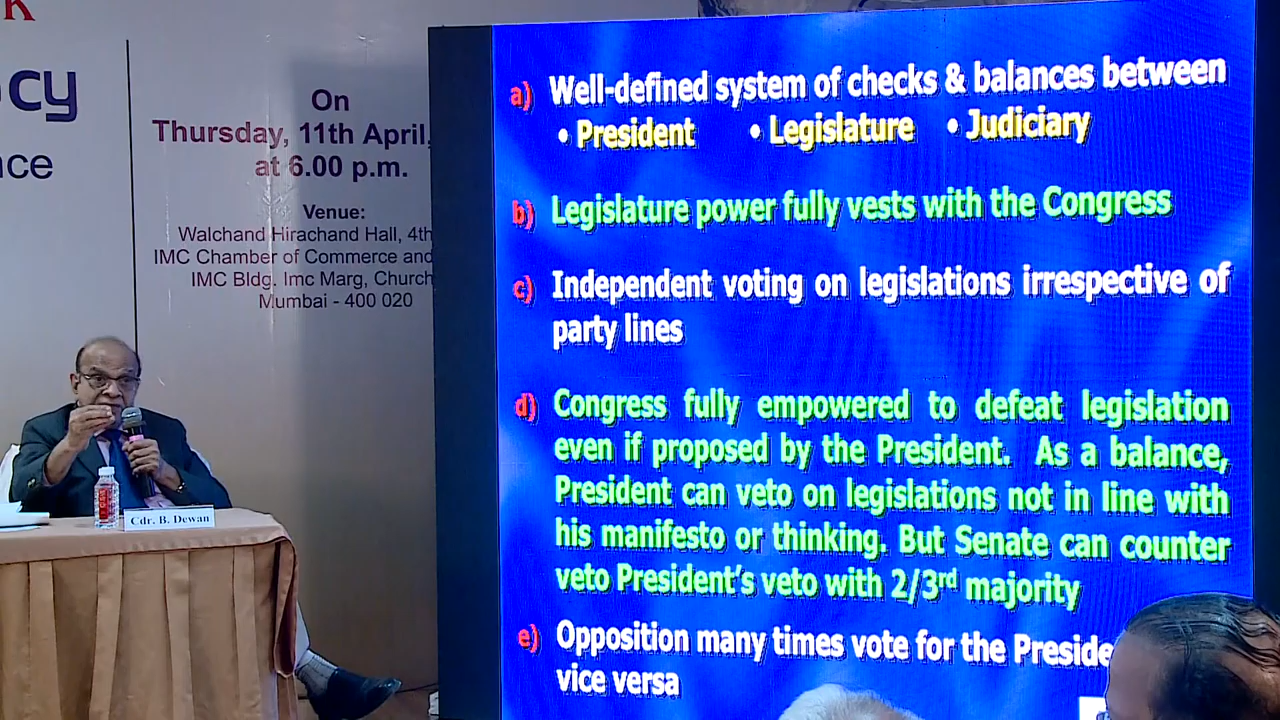 K
cy
nce
On
Thursday, 11th April,
at 6.00 p.m.
Venue:
Walchand Hirachand Hall, 4th
IMC Chamber of Commerce and
IMC Bldg. Imc Marg, Church
Mumbai - 400 020
Cdr. B. Dewan
a) Well-defined system of checks & balances between
• President • Legislature • Judiciary
b) Legislature power fully vests with the Congress
c) Independent voting on legislations irrespective of
party lines
d) Congress fully empowered to defeat legislation
even if proposed by the President. As a balance,
President can veto on legislations not in line with
his manifesto or thinking. But Senate can counter
veto President's veto with 2/3rd majority
e) Opposition many times vote for the Preside
vice versa